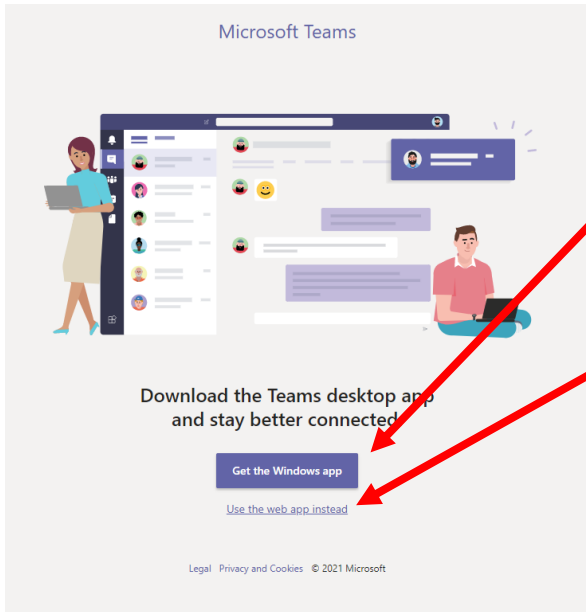 Microsoft Teams
Download the Teams desktop app
and stay better connected
Get the Windows app
Use the web app instead
Legal Privacy and Cookies © 2021 Microsoft